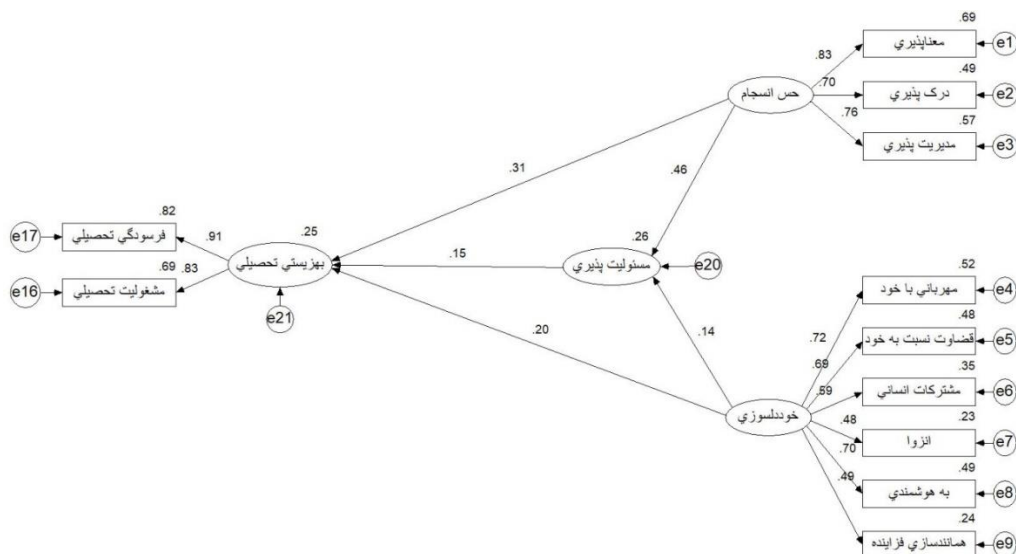 .69
معناپذيري
e1
.83
.49
درک پذيري
e2
.70
حس انسجام
.57
مديريت پذيري
e3
.76
.31
.46
.82
فرسودگي تحصيلي
e17
.91
.25
بهزيستي تحصيلي
.26
مسئوليت پذيري
e20
.15
.69
.83
مشغوليت تحصيلي
e16
e21
.52
مهرباني با خود
e4
.20
.14
.72
.48
قضاوت نسبت به خود
e5
.69
.35
مشترکات انساني
e6
.59
خوددلسوزي
.23
انزوا
e7
.48
.70
.49
به هوشمندي
e8
.49
.24
همانندسازي فزاينده
e9